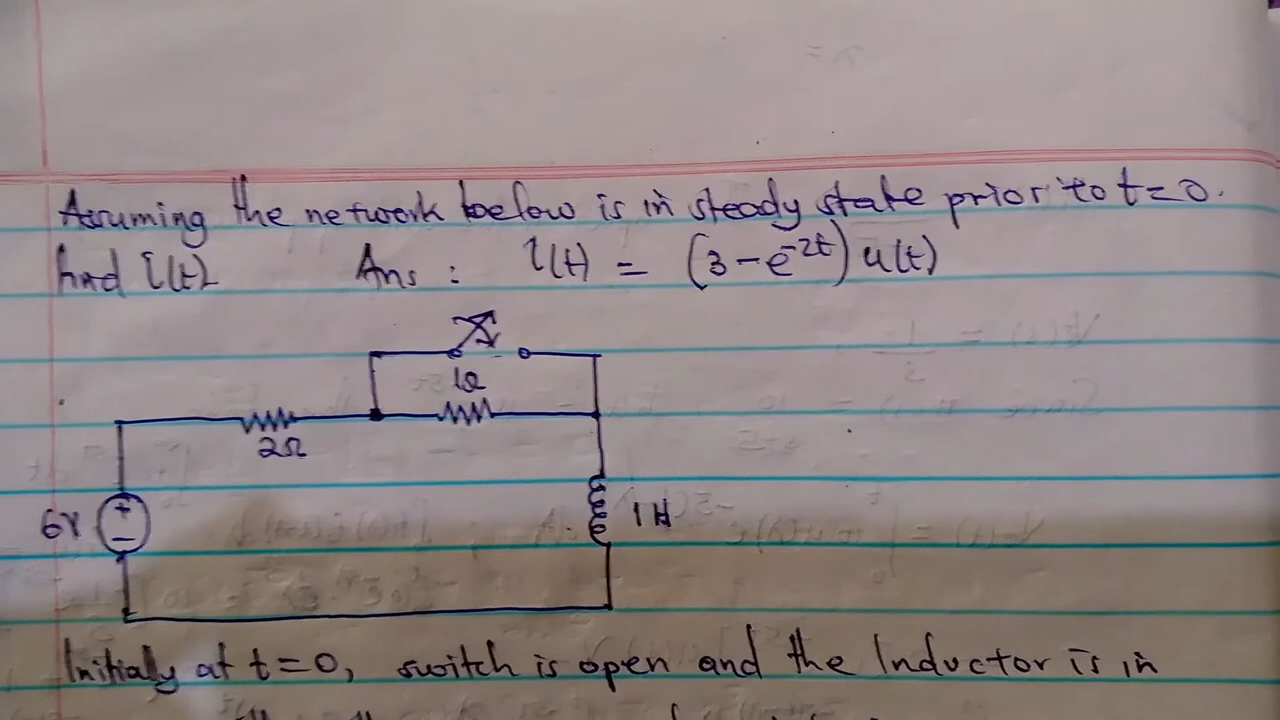 Assuming the network below is in steady state prior to t=0.
find i(t) Ans : i(t) = (3-e^-2t) u(t)
1Ω
2Ω
6V
+
-
1H
Initialy at t=0, switch is open and the Inductor is in